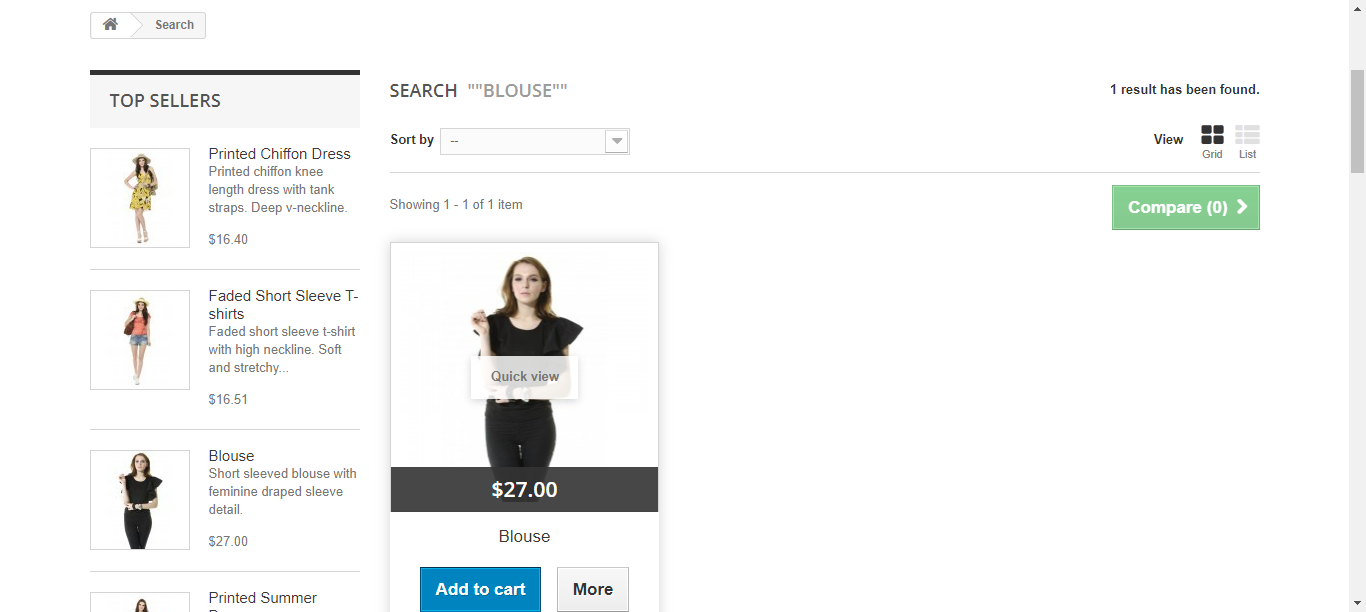 Search
TOP SELLERS
Printed Chiffon Dress
Printed chiffon knee
length dress with tank
straps. Deep v-neckline.
$16.40
Faded Short Sleeve T-
shirts
Faded short sleeve t-shirt
with high neckline. Soft
and stretchy...
$16.51
Blouse
Short sleeved blouse with
feminine draped sleeve
detail.
$27.00
Printed Summer
SEARCH ""BLOUSE""
1 result has been found.
Sort by --
View
Grid
List
Showing 1 - 1 of 1 item
Compare (0)
Quick view
$27.00
Blouse
Add to cart
More